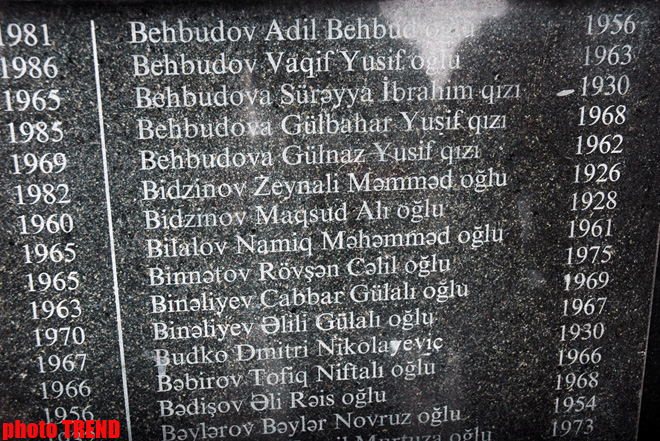 1981 Behbudov Adil Behbud oğlu 1956
1986 Behbudov Vaqif Yusif oğlu 1963
1965 Behbudova Sürəyya İbrahim qızı 1930
1985 Behbudova Gülbahar Yusif qızı 1968
1969 Behbudova Gülnaz Yusif qızı 1962
1982 Bidzinov Zeynali Məmməd oğlu 1926
1960 Bidzinov Maqsud Alı oğlu 1928
1965 Bilalov Namiq Məhəmməd oğlu 1961
1965 Binnətov Rövşən Cəlil oğlu 1975
1963 Binəliyev Cabbar Gülalı oğlu 1969
1970 Binəliyev Əlili Gülalı oğlu 1967
1967 Budko Dmitri Nikolayeviç 1930
1966 Bəbirov Tofiq Niftalı oğlu 1966
1956 Bədişov Əli Rəis oğlu 1968
Bəylərov Bəylər Novruz oğlu 1954
Murtuza oğlu 1973
photo TREND